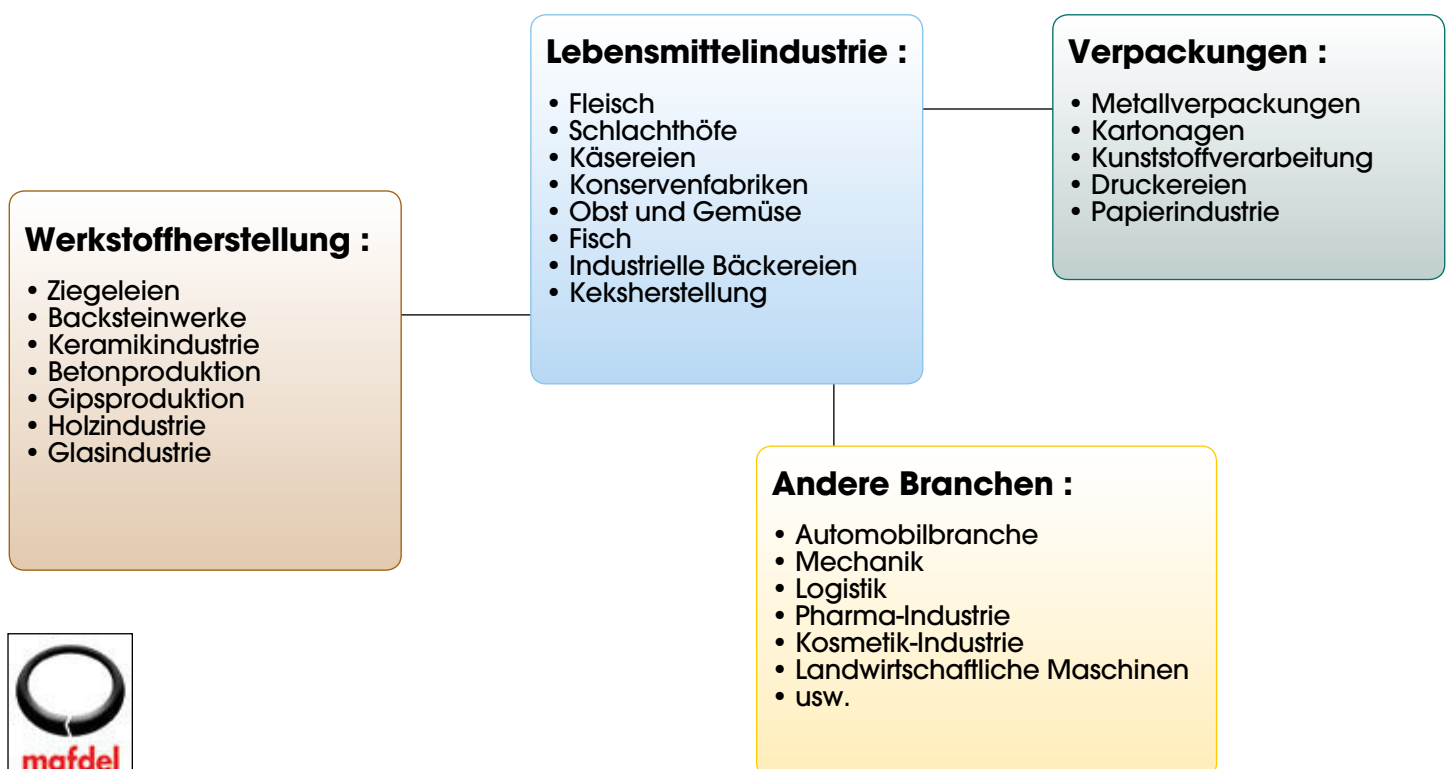 Lebensmittelindustrie :
• Fleisch
• Schlachthöfe
• Käsereien
• Konservenfabriken
• Obst und Gemüse
• Fisch
• Industrielle Bäckereien
• Keksherstellung
Verpackungen :
• Metallverpackungen
• Kartonagen
• Kunststoffverarbeitung
• Druckereien
• Papierindustrie
Werkstoffherstellung :
• Ziegeleien
• Backsteinwerke
• Keramikindustrie
• Betonproduktion
• Gipsproduktion
• Holzindustrie
• Glasindustrie
Andere Branchen :
• Automobilbranche
• Mechanik
• Logistik
• Pharma-Industrie
• Kosmetik-Industrie
• Landwirtschaftliche Maschinen
• usw.
mafdel